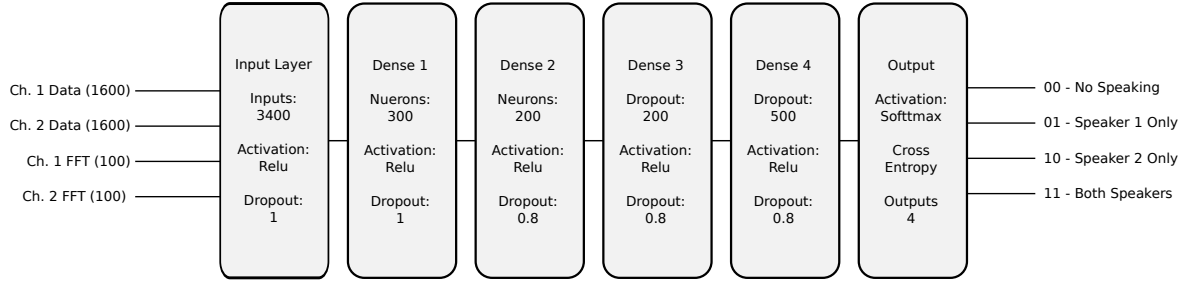 Ch. 1 Data (1600)
Ch. 2 Data (1600)
Ch. 1 FFT (100)
Ch. 2 FFT (100)
Input Layer
Inputs:
3400
Activation:
Relu
Dropout:
1
Dense 1
Nuerons:
300
Activation:
Relu
Dropout:
1
Dense 2
Neurons:
200
Activation:
Relu
Dropout:
0.8
Dense 3
Dropout:
200
Activation:
Relu
Dropout:
0.8
Dense 4
Dropout:
500
Activation:
Relu
Dropout:
0.8
Output
Activation:
Softtmax
Cross
Entropy
Outputs
4
00 - No Speaking
01 - Speaker 1 Only
10 - Speaker 2 Only
11 - Both Speakers